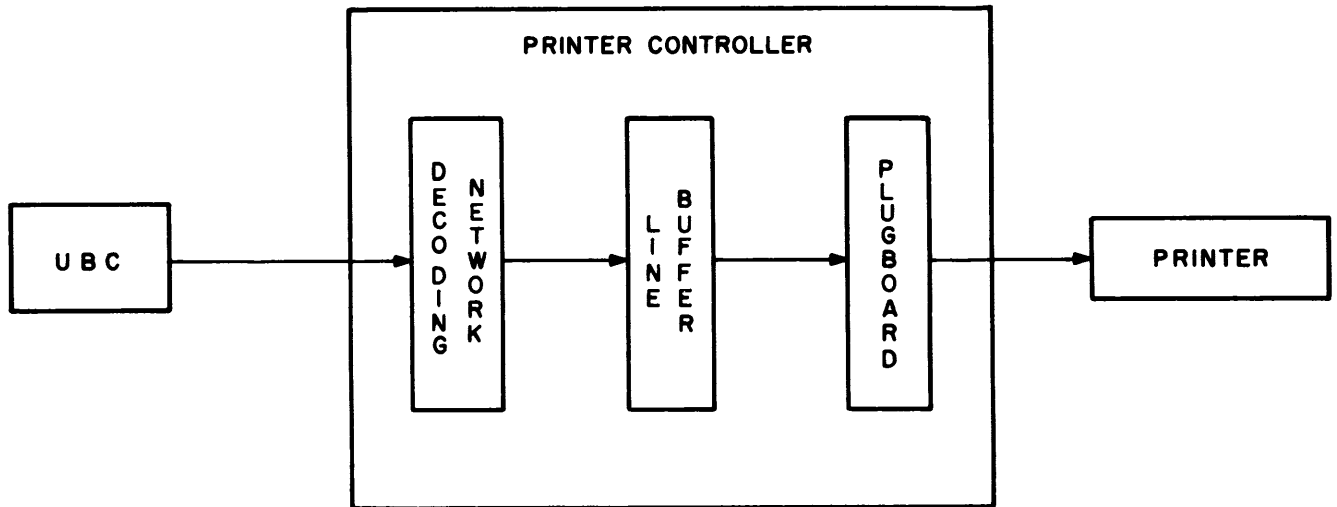 PRINTER CONTROLLER
UBC
DECODING
NETWORK
LINE
BUFFER
PLUGBOARD
PRINTER